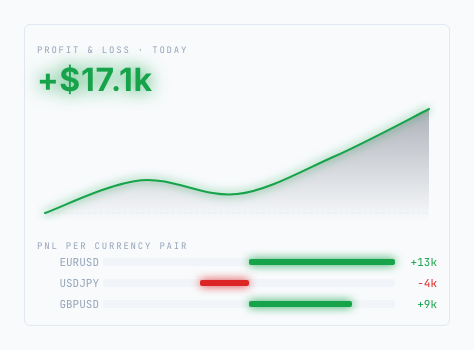 PROFIT & LOSS · TODAY
+$17.1k
PNL PER CURRENCY PAIR
EURUSD +13k
USDJPY -4k
GBPUSD +9k